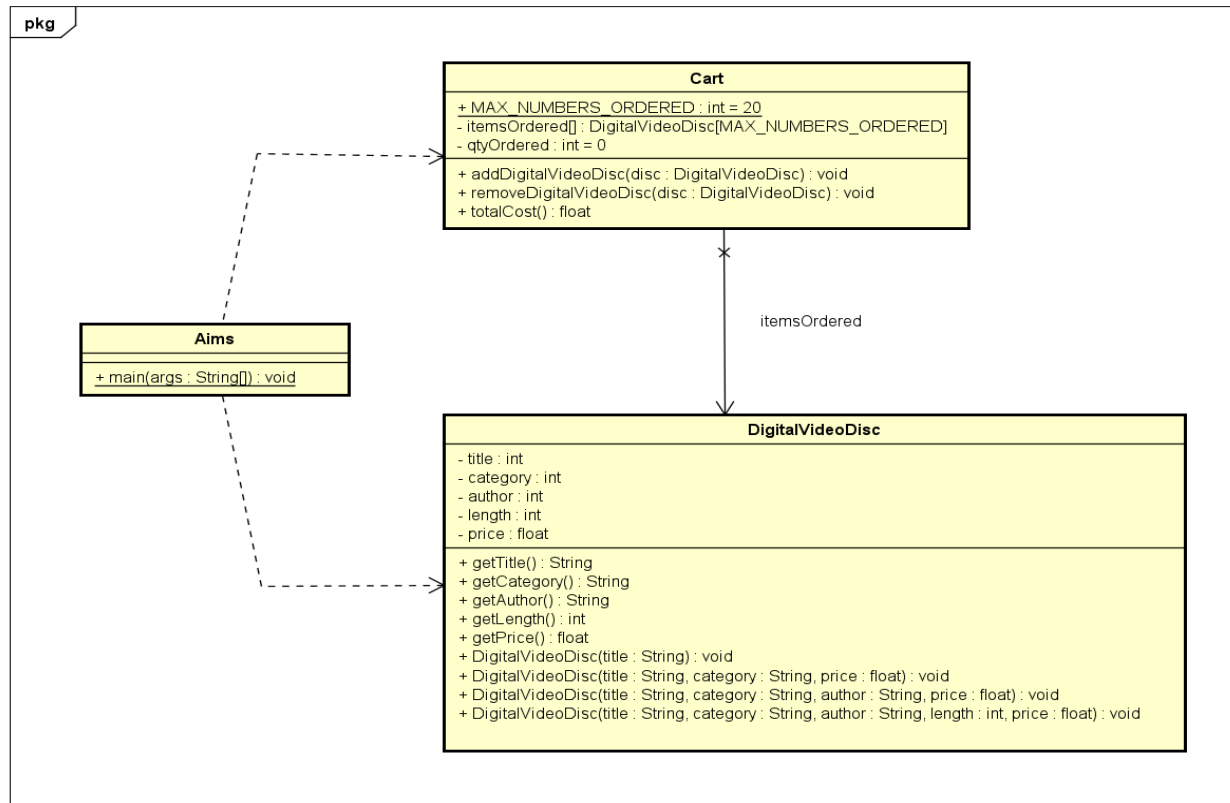 pkg
Cart
+ MAX_NUMBERS_ORDERED : int = 20
- itemsOrdered[] : DigitalVideoDisc[MAX_NUMBERS_ORDERED]
- qtyOrdered : int = 0
+ addDigitalVideoDisc(disc : DigitalVideoDisc) : void
+ removeDigitalVideoDisc(disc : DigitalVideoDisc) : void
+ totalCost() : float
itemsOrdered
Aims
+ main(args : String[]) : void
DigitalVideoDisc
- title : int
- category : int
- author : int
- length : int
- price : float
+ getTitle() : String
+ getCategory() : String
+ getAuthor() : String
+ getLength() : int
+ getPrice() : float
+ DigitalVideoDisc(title : String) : void
+ DigitalVideoDisc(title : String, category : String, price : float) : void
+ DigitalVideoDisc(title : String, category : String, author : String, price : float) : void
+ DigitalVideoDisc(title : String, category : String, author : String, length : int, price : float) : void